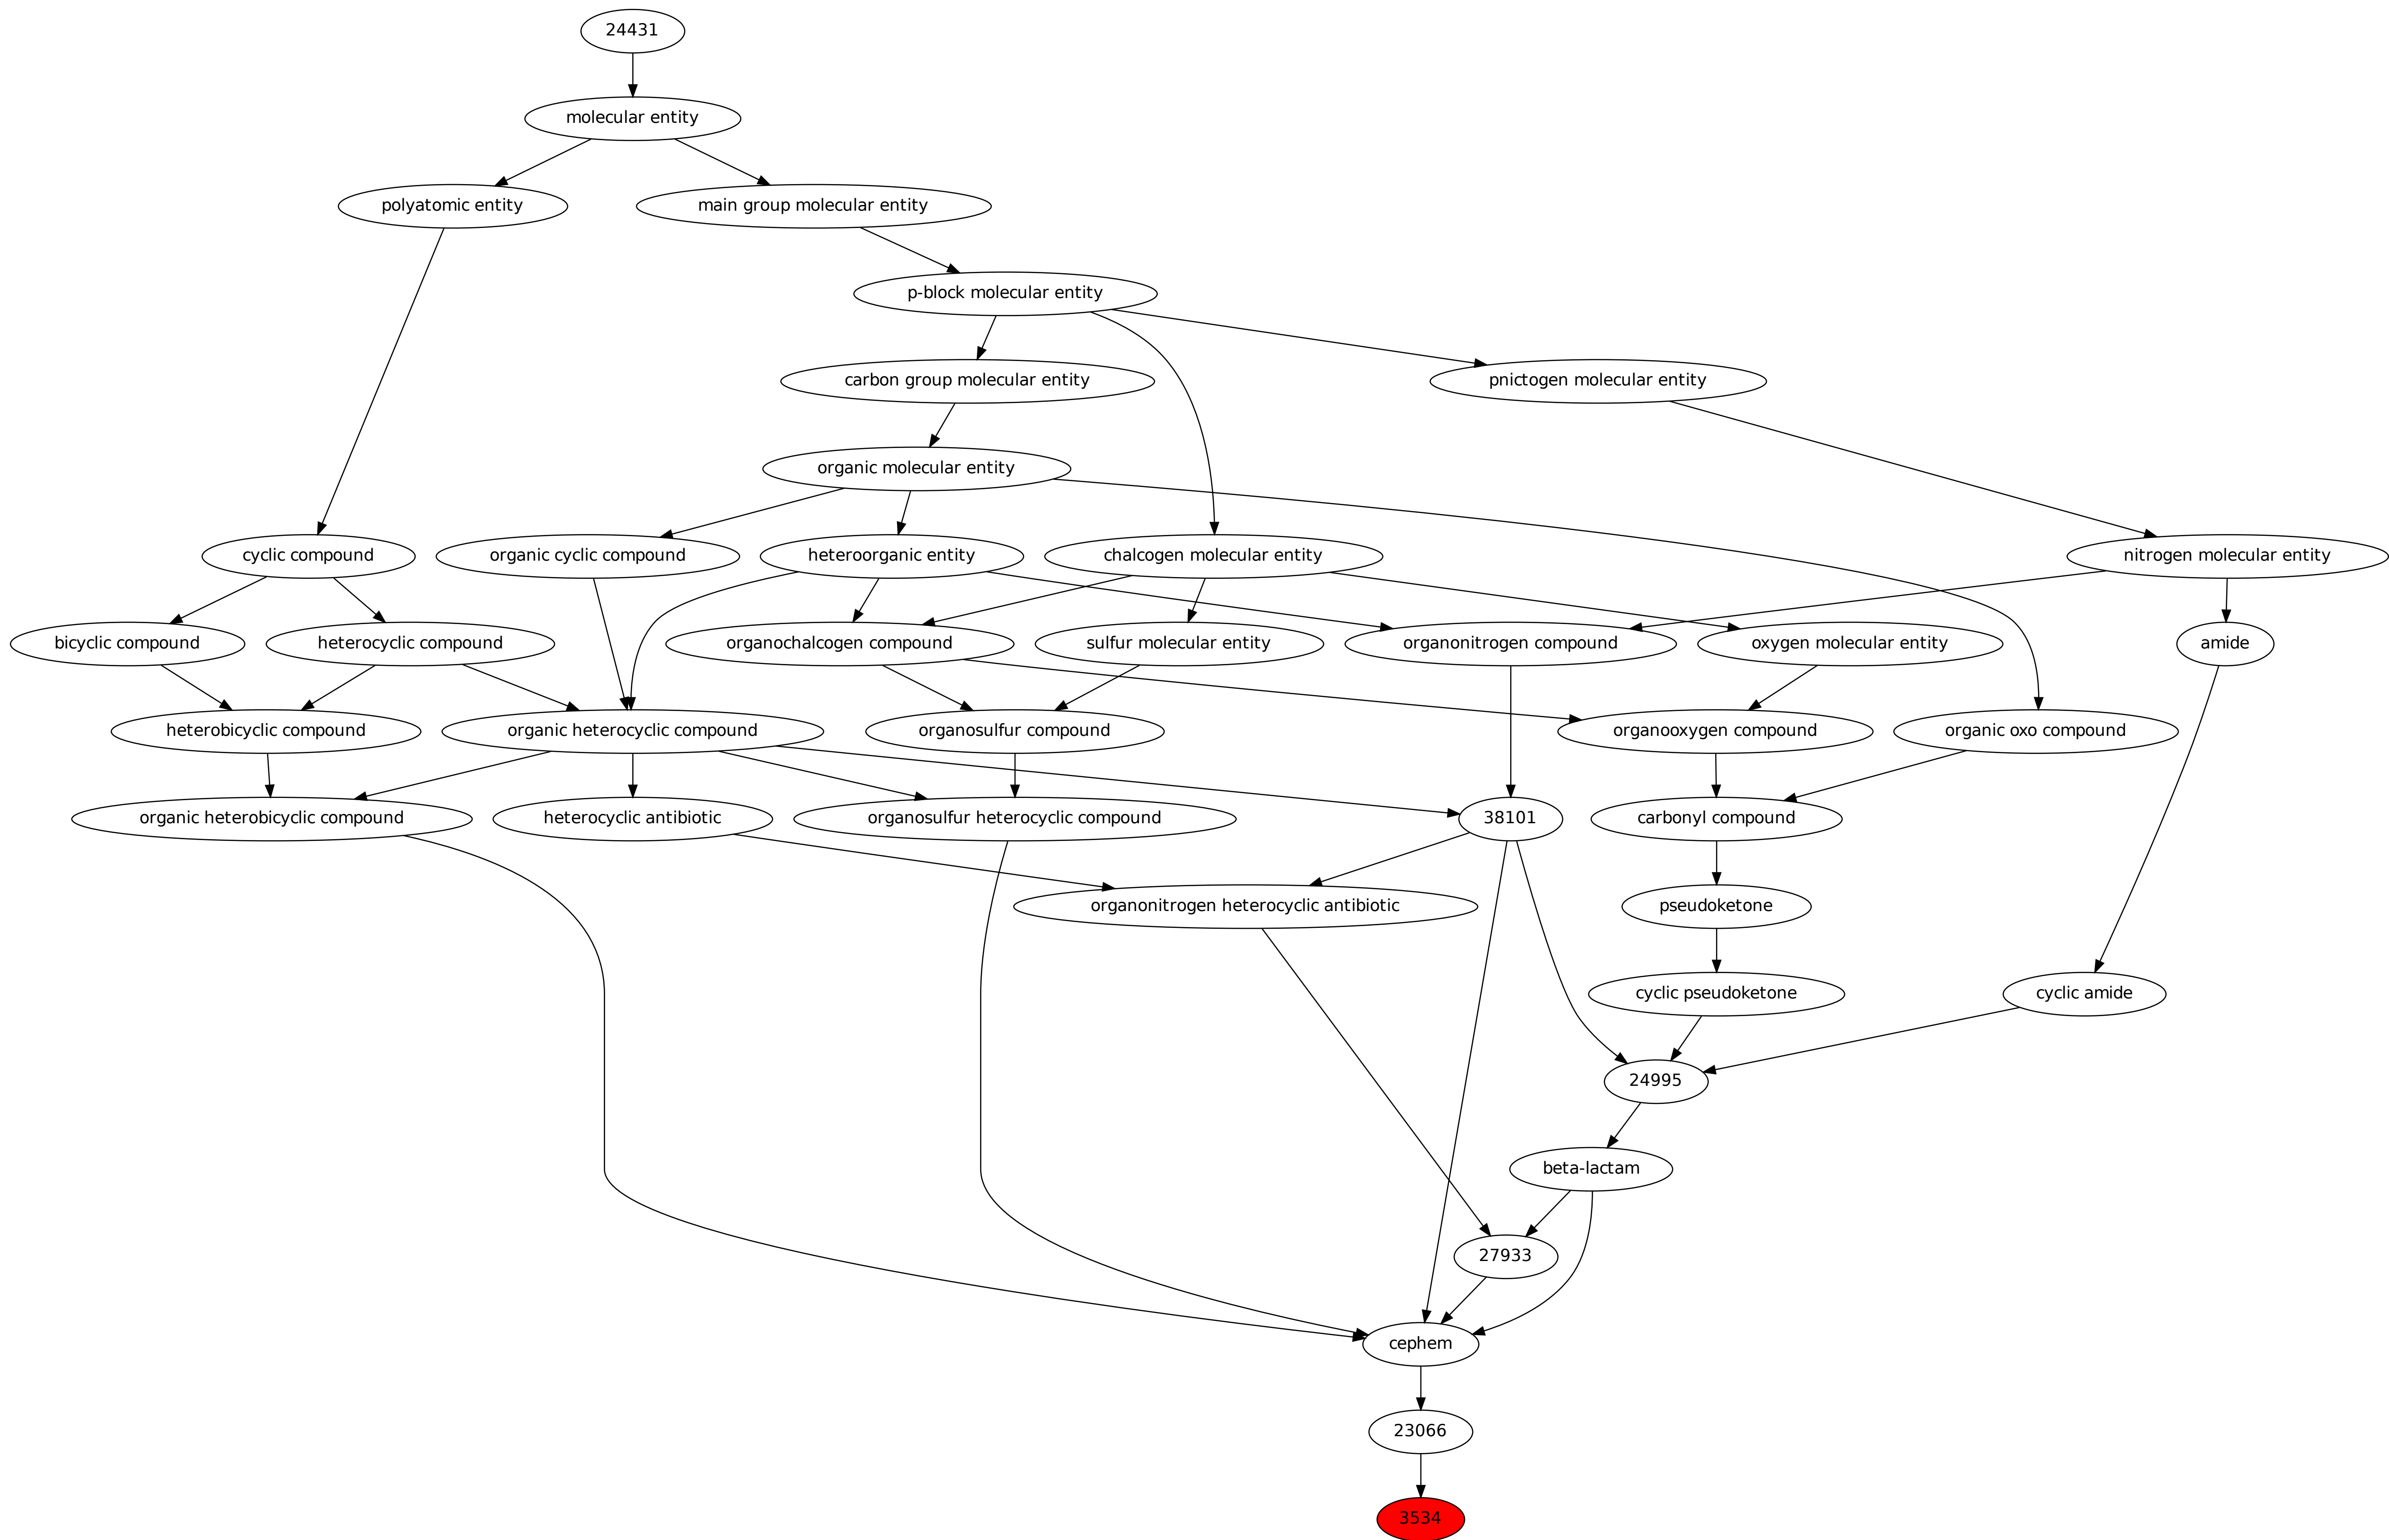 24431
molecular entity
polyatomic entity
main group molecular entity
p-block molecular entity
carbon group molecular entity
pnictogen molecular entity
organic molecular entity
cyclic compound
organic cyclic compound
heteroorganic entity
chalcogen molecular entity
nitrogen molecular entity
bicyclic compound
heterocyclic compound
organochalcogen compound
sulfur molecular entity
organonitrogen compound
oxygen molecular entity
amide
heterobicyclic compound
organic heterocyclic compound
organosulfur compound
organooxygen compound
organic oxo compound
organic heterobicyclic compound
heterocyclic antibiotic
organosulfur heterocyclic compound
38101
carbonyl compound
organonitrogen heterocyclic antibiotic
pseudoketone
cyclic pseudoketone
cyclic amide
24995
beta-lactam
27933
cephem
23066
3534